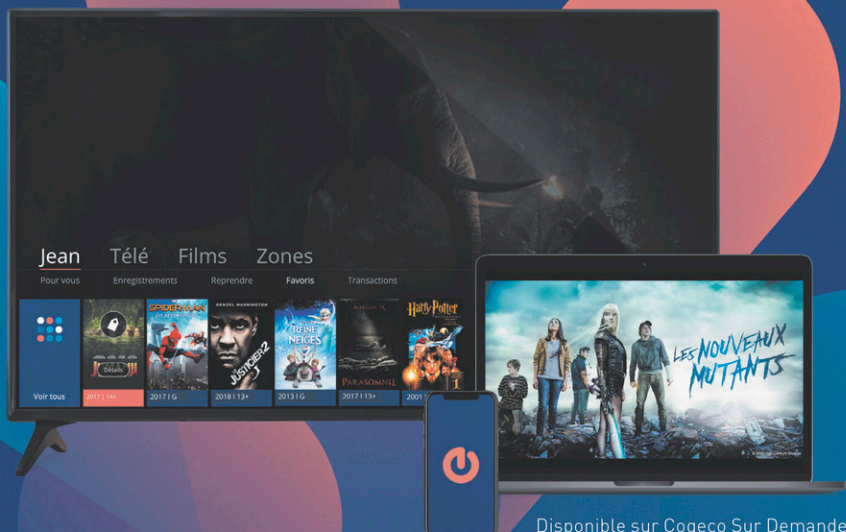 Jean Télé Films Zones
Pour vous Enregistrements Reprendre Favoris Transactions
SPIDER-MAN
DENZEL WASHINGTON
JUSTICIER 2
REINE
NEIGES
PARASOMNIE
Harry Potter
Détails
Voir tous 2017 | 14+ 2017 | G 2018 | 13+ 2013 | G 2017 | 13+ 2001 |
LES NOUVEAUX
MUTANTS
Disponible sur Cogeco Sur Demande